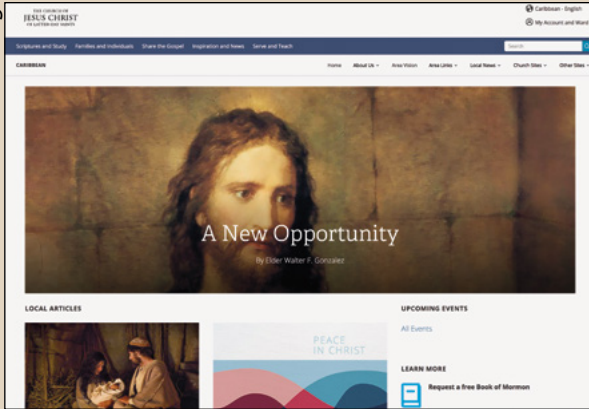 THE CHURCH OF
JESUS CHRIST
OF LATTER-DAY SAINTS
Caribbean - English
My Account and Ward
Scriptures and Study Families and Individuals Share the Gospel Inspiration and News Serve and Teach
Search
CARIBBEAN
Home About Us Area Vision Area Links Local News Church Sites Other Sites
A New Opportunity
By Elder Walter F. González
LOCAL ARTICLES
UPCOMING EVENTS
All Events
PEACE
IN CHRIST
LEARN MORE
Request a free Book of Mormon